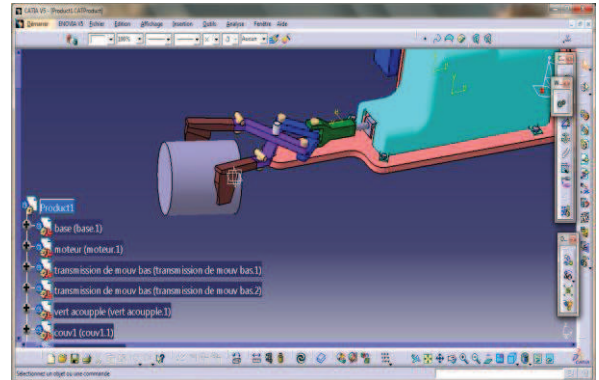 CATIA V5 - [Product1.CATProduct]
Démarrer ENOVIA V5 Fichier Edition Affichage Insertion Outils Analyse Fenêtre Aide
100% Aucun
Product1
base (base.1)
moteur (moteur.1)
transmission de mouv bas (transmission de mouv bas.1)
transmission de mouv bas (transmission de mouv bas.2)
vert acoupple (vert acoupple.1)
couv1 (couv1.1)
Sélectionnez un objet ou une commande